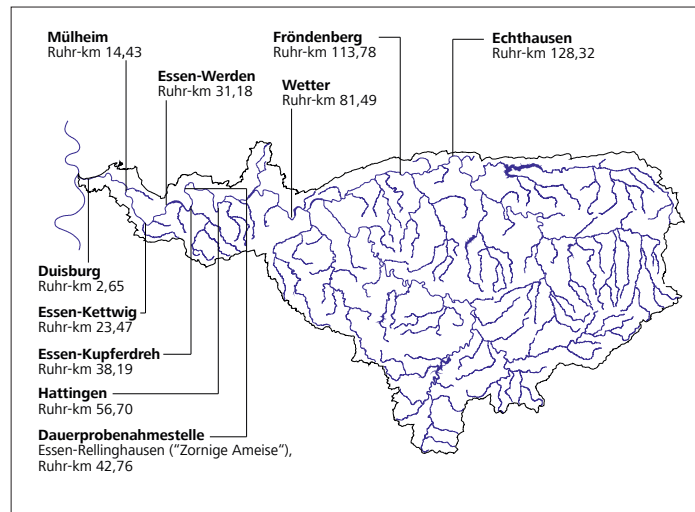 Mülheim
Ruhr-km 14,43
Essen-Werden
Ruhr-km 31,18
Wetter
Ruhr-km 81,49
Fröndenberg
Ruhr-km 113,78
Echthausen
Ruhr-km 128,32
Duisburg
Ruhr-km 2,65
Essen-Kettwig
Ruhr-km 23,47
Essen-Kupferdreh
Ruhr-km 38,19
Hattingen
Ruhr-km 56,70
Dauerprobenahmestelle
Essen-Rellinghausen (“Zornige Ameise”),
Ruhr-km 42,76